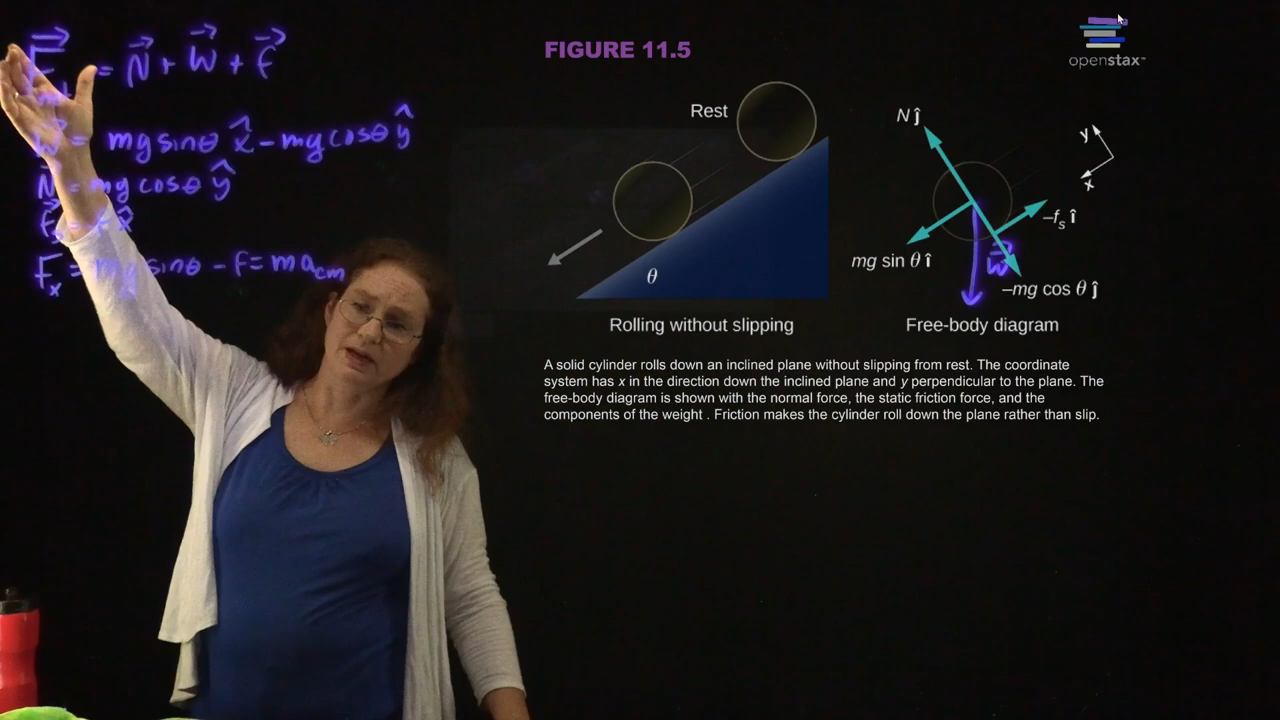 F = N⃗ + W⃗ + f⃗
W⃗ = mg sinθ x̂ - mg cosθ ŷ
N⃗ = mg cosθ ŷ
f⃗s = f x̂
Fx = mg sinθ - f = m a cm
FIGURE 11.5
openstax™
Rest
θ
Rolling without slipping
N ĵ
y
x
–fs î
mg sin θ î
W⃗
–mg cos θ ĵ
Free-body diagram
A solid cylinder rolls down an inclined plane without slipping from rest. The coordinate
system has x in the direction down the inclined plane and y perpendicular to the plane. The
free-body diagram is shown with the normal force, the static friction force, and the
components of the weight . Friction makes the cylinder roll down the plane rather than slip.